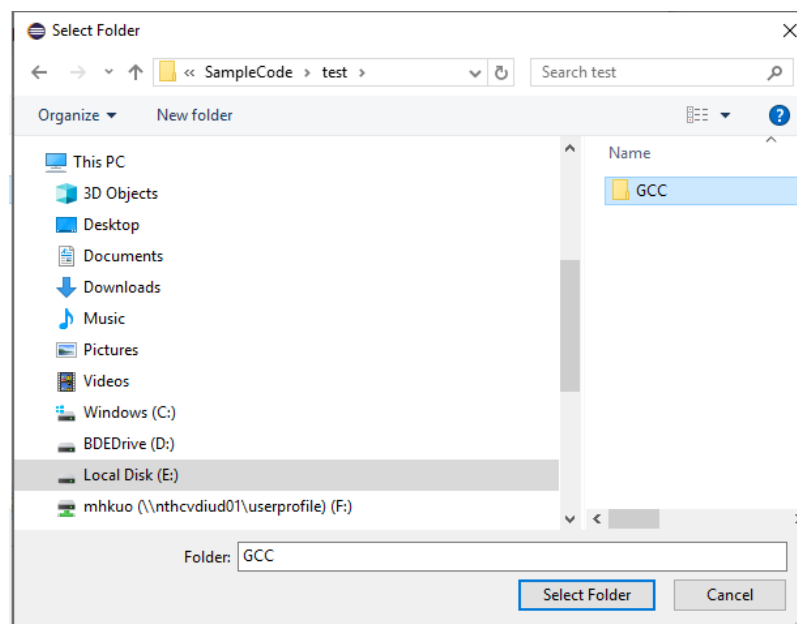 Select Folder
« SampleCode › test ›
Search test
Organize
New folder
?
Name
This PC
3D Objects
Desktop
Documents
Downloads
Music
Pictures
Videos
Windows (C:)
BDEDrive (D:)
Local Disk (E:)
mhkuo (\\nthcvdiud01\userprofile) (F:)
GCC
Folder: GCC
Select Folder
Cancel